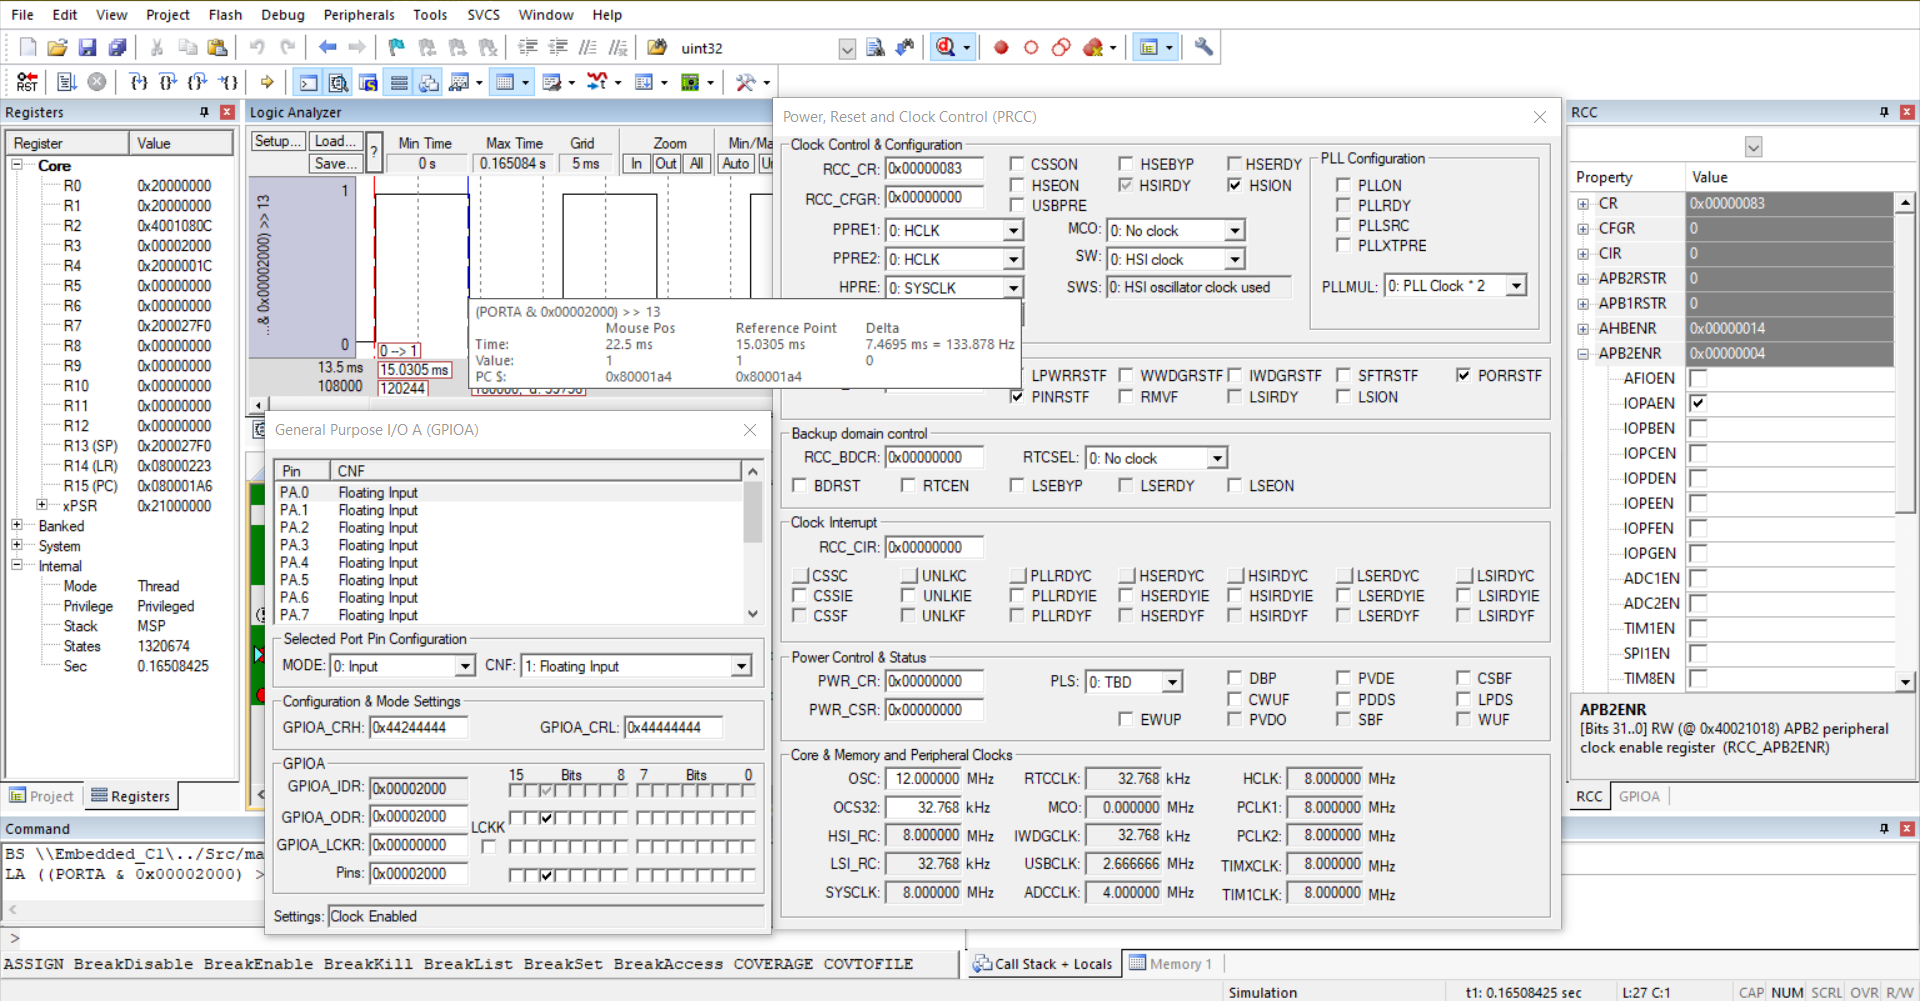 File Edit View Project Flash Debug Peripherals Tools SVCS Window Help
uint32
RST
Registers
Register Value
Core
R0 0x20000000
R1 0x20000000
R2 0x4001080C
R3 0x00002000
R4 0x2000001C
R5 0x20000000
R6 0x00000000
R7 0x200027F0
R8 0x00000000
R9 0x00000000
R10 0x00000000
R11 0x00000000
R12 0x00000000
R13 (SP) 0x200027F0
R14 (LR) 0x08000223
R15 (PC) 0x080001A6
xPSR 0x21000000
Banked
System
Internal
Mode Thread
Privilege Privileged
Stack MSP
States 1320674
Sec 0.16508425
Project Registers
Logic Analyzer
Setup... Load... Save... ?
Min Time Max Time Grid Zoom Min/Ma
0 s 0.165084 s 5 ms In Out All Auto
...& 0x00002000) >> 13
1
0
0 --> 1
13.5 ms 15.0305 ms
108000 120244
(PORTA & 0x00002000) >> 13
Mouse Pos Reference Point Delta
Time: 22.5 ms 15.0305 ms 7.4695 ms = 133.878 Hz
Value: 1 1 0
PC $: 0x80001a4 0x80001a4
General Purpose I/O A (GPIOA)
Pin CNF
PA.0 Floating Input
PA.1 Floating Input
PA.2 Floating Input
PA.3 Floating Input
PA.4 Floating Input
PA.5 Floating Input
PA.6 Floating Input
PA.7 Floating Input
Selected Port Pin Configuration
MODE: 0: Input CNF: 1: Floating Input
Configuration & Mode Settings
GPIOA_CRH: 0x44244444 GPIOA_CRL: 0x44444444
GPIOA
15 Bits 8 7 Bits 0
GPIOA_IDR: 0x00002000
GPIOA_ODR: 0x00002000
LCKK
GPIOA_LCKR: 0x00000000
Pins: 0x00002000
Settings: Clock Enabled
Power, Reset and Clock Control (PRCC)
Clock Control & Configuration
RCC_CR: 0x00000083 CSSON HSEBYP HSERDY
RCC_CFGR: 0x00000000 HSEON HSIRDY HSION
USBPRE
PPRE1: 0: HCLK MCO: 0: No clock
PPRE2: 0: HCLK SW: 0: HSI clock
HPRE: 0: SYSCLK SWS: 0: HSI oscillator clock used
PLL Configuration
PLLON
PLLRDY
PLLSRC
PLLXTPRE
PLLMUL: 0: PLL Clock * 2
LPWRRSTF WWDGRSTF IWDGRSTF SFTRSTF PORRSTF
PINRSTF RMVF LSIRDY LSION
Backup domain control
RCC_BDCR: 0x00000000 RTCSEL: 0: No clock
BDRST RTCEN LSEBYP LSERDY LSEON
Clock Interrupt
RCC_CIR: 0x00000000
CSSC UNLKC PLLRDYC HSERDYC HSIRDYC LSERDYC LSIRDYC
CSSIE UNLKIE PLLRDYIE HSERDYIE HSIRDYIE LSERDYIE LSIRDYIE
CSSF UNLKF PLLRDYF HSERDYF HSIRDYF LSERDYF LSIRDYF
Power Control & Status
PWR_CR: 0x00000000 PLS: 0: TBD DBP PVDE CSBF
CWUF PDDS LPDS
PWR_CSR: 0x00000000 EWUP PVDO SBF WUF
Core & Memory and Peripheral Clocks
OSC: 12.000000 MHz RTCCLK: 32.768 kHz HCLK: 8.000000 MHz
OCS32: 32.768 kHz MCO: 0.000000 MHz PCLK1: 8.000000 MHz
HSI_RC: 8.000000 MHz IWDGCLK: 32.768 kHz PCLK2: 8.000000 MHz
LSI_RC: 32.768 kHz USBCLK: 2.666666 MHz TIMXCLK: 8.000000 MHz
SYSCLK: 8.000000 MHz ADCCLK: 4.000000 MHz TIM1CLK: 8.000000 MHz
RCC
Property Value
CR 0x00000083
CFGR 0
CIR 0
APB2RSTR 0
APB1RSTR 0
AHBENR 0x00000014
APB2ENR 0x00000004
AFIOEN
IOPAEN
IOPBEN
IOPCEN
IOPDEN
IOPEEN
IOPFEN
IOPGEN
ADC1EN
ADC2EN
TIM1EN
SPI1EN
TIM8EN
APB2ENR
[Bits 31..0] RW (@ 0x40021018) APB2 peripheral
clock enable register (RCC_APB2ENR)
RCC GPIOA
Command
BS \\Embedded_C1\../Src/ma
LA ((PORTA & 0x00002000) >
>
ASSIGN BreakDisable BreakEnable BreakKill BreakList BreakSet BreakAccess COVERAGE COVTOFILE
Call Stack + Locals Memory 1
Simulation t1: 0.16508425 sec L:27 C:1 CAP NUM SCRL OVR R/W